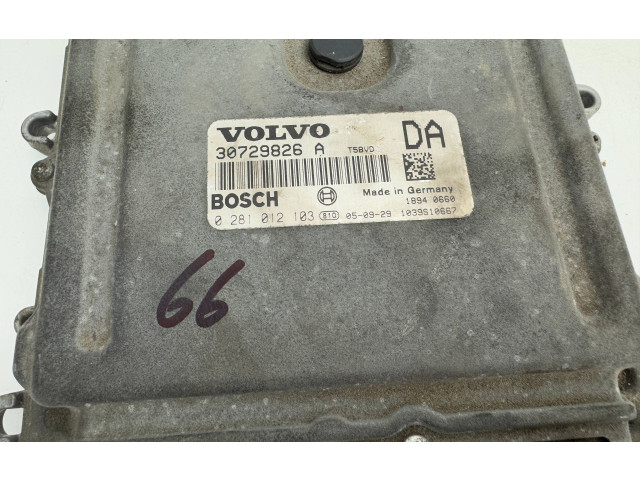 VOLVO DA
30729826 A T5BVD
BOSCH Made in Germany
1894 0660
0 281 012 103 810 05-09-29 1039S10667
66